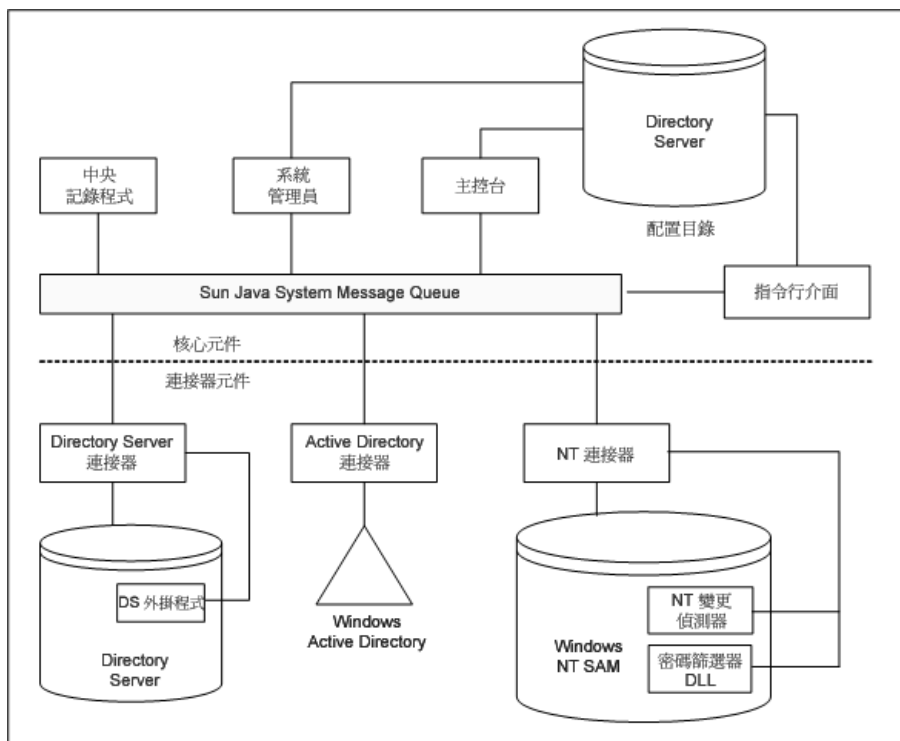 Directory
Server
中央
記錄程式
系統
管理員
主控台
配置目錄
Sun Java System Message Queue
指令行介面
核心元件
連接器元件
Directory Server
連接器
Active Directory
連接器
NT 連接器
DS 外掛程式
Directory
Server
Windows
Active Directory
Windows
NT SAM
NT 變更
偵測器
密碼篩選器
DLL